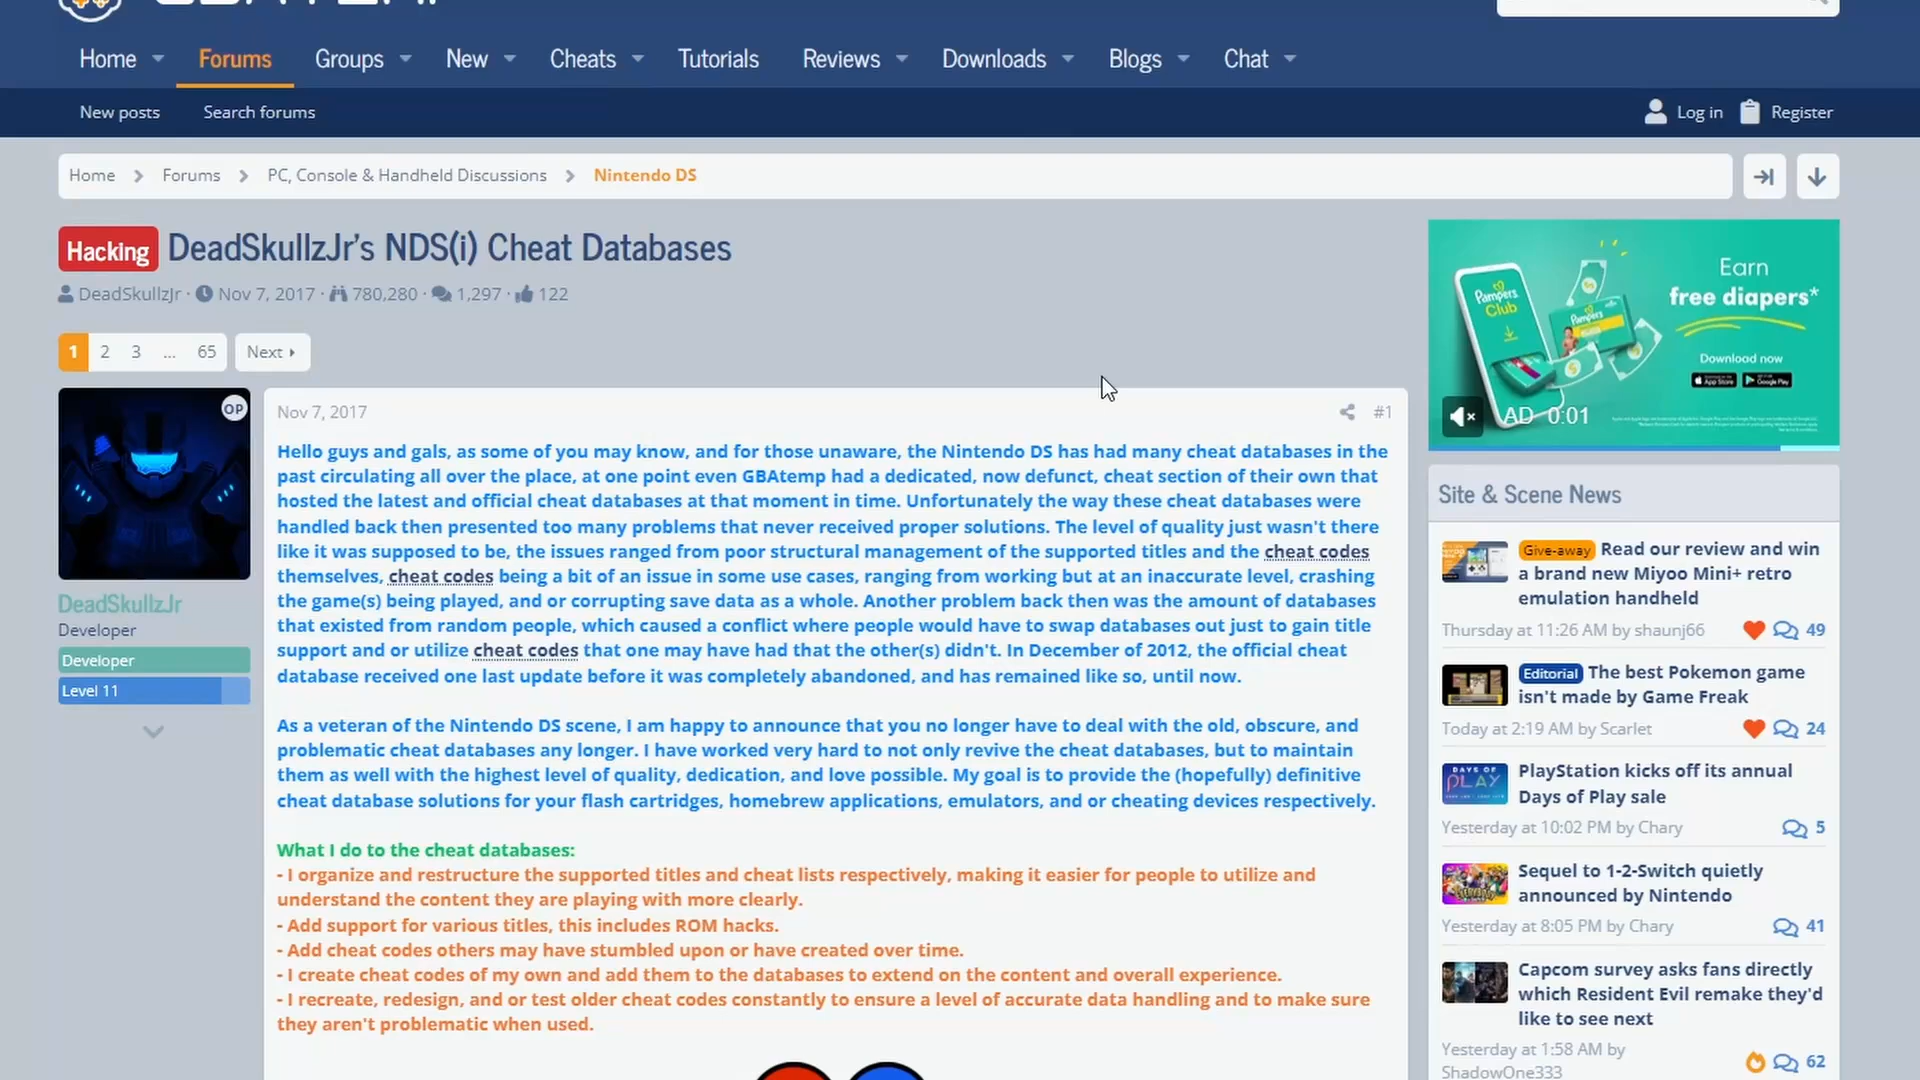 Home
Forums
Groups
New
Cheats
Tutorials
Reviews
Downloads
Blogs
Chat
New posts
Search forums
Log in
Register
Home
Forums
PC, Console & Handheld Discussions
Nintendo DS
Hacking DeadSkullzJr's NDS(i) Cheat Databases
DeadSkullzJr · Nov 7, 2017 · 780,280 · 1,297 · 122
1 2 3 ... 65 Next
OP
DeadSkullzJr
Developer
Developer
Level 11
Nov 7, 2017
#1
Hello guys and gals, as some of you may know, and for those unaware, the Nintendo DS has had many cheat databases in the
past circulating all over the place, at one point even GBAtemp had a dedicated, now defunct, cheat section of their own that
hosted the latest and official cheat databases at that moment in time. Unfortunately the way these cheat databases were
handled back then presented too many problems that never received proper solutions. The level of quality just wasn't there
like it was supposed to be, the issues ranged from poor structural management of the supported titles and the cheat codes
themselves, cheat codes being a bit of an issue in some use cases, ranging from working but at an inaccurate level, crashing
the game(s) being played, and or corrupting save data as a whole. Another problem back then was the amount of databases
that existed from random people, which caused a conflict where people would have to swap databases out just to gain title
support and or utilize cheat codes that one may have had that the other(s) didn't. In December of 2012, the official cheat
database received one last update before it was completely abandoned, and has remained like so, until now.
As a veteran of the Nintendo DS scene, I am happy to announce that you no longer have to deal with the old, obscure, and
problematic cheat databases any longer. I have worked very hard to not only revive the cheat databases, but to maintain
them as well with the highest level of quality, dedication, and love possible. My goal is to provide the (hopefully) definitive
cheat database solutions for your flash cartridges, homebrew applications, emulators, and or cheating devices respectively.
What I do to the cheat databases:
- I organize and restructure the supported titles and cheat lists respectively, making it easier for people to utilize and
understand the content they are playing with more clearly.
- Add support for various titles, this includes ROM hacks.
- Add cheat codes others may have stumbled upon or have created over time.
- I create cheat codes of my own and add them to the databases to extend on the content and overall experience.
- I recreate, redesign, and or test older cheat codes constantly to ensure a level of accurate data handling and to make sure
they aren't problematic when used.
Pampers
Club
Pampers
Earn
free diapers*
Download now
App Store
Google Play
AD 0:01
Site & Scene News
Give-away Read our review and win
a brand new Miyoo Mini+ retro
emulation handheld
Thursday at 11:26 AM by shaunj66
49
Editorial The best Pokemon game
isn't made by Game Freak
Today at 2:19 AM by Scarlet
24
DAYS OF
PLAY
PlayStation kicks off its annual
Days of Play sale
Yesterday at 10:02 PM by Chary
5
Sequel to 1-2-Switch quietly
announced by Nintendo
Yesterday at 8:05 PM by Chary
41
Capcom survey asks fans directly
which Resident Evil remake they'd
like to see next
Yesterday at 1:58 AM by
ShadowOne333
62